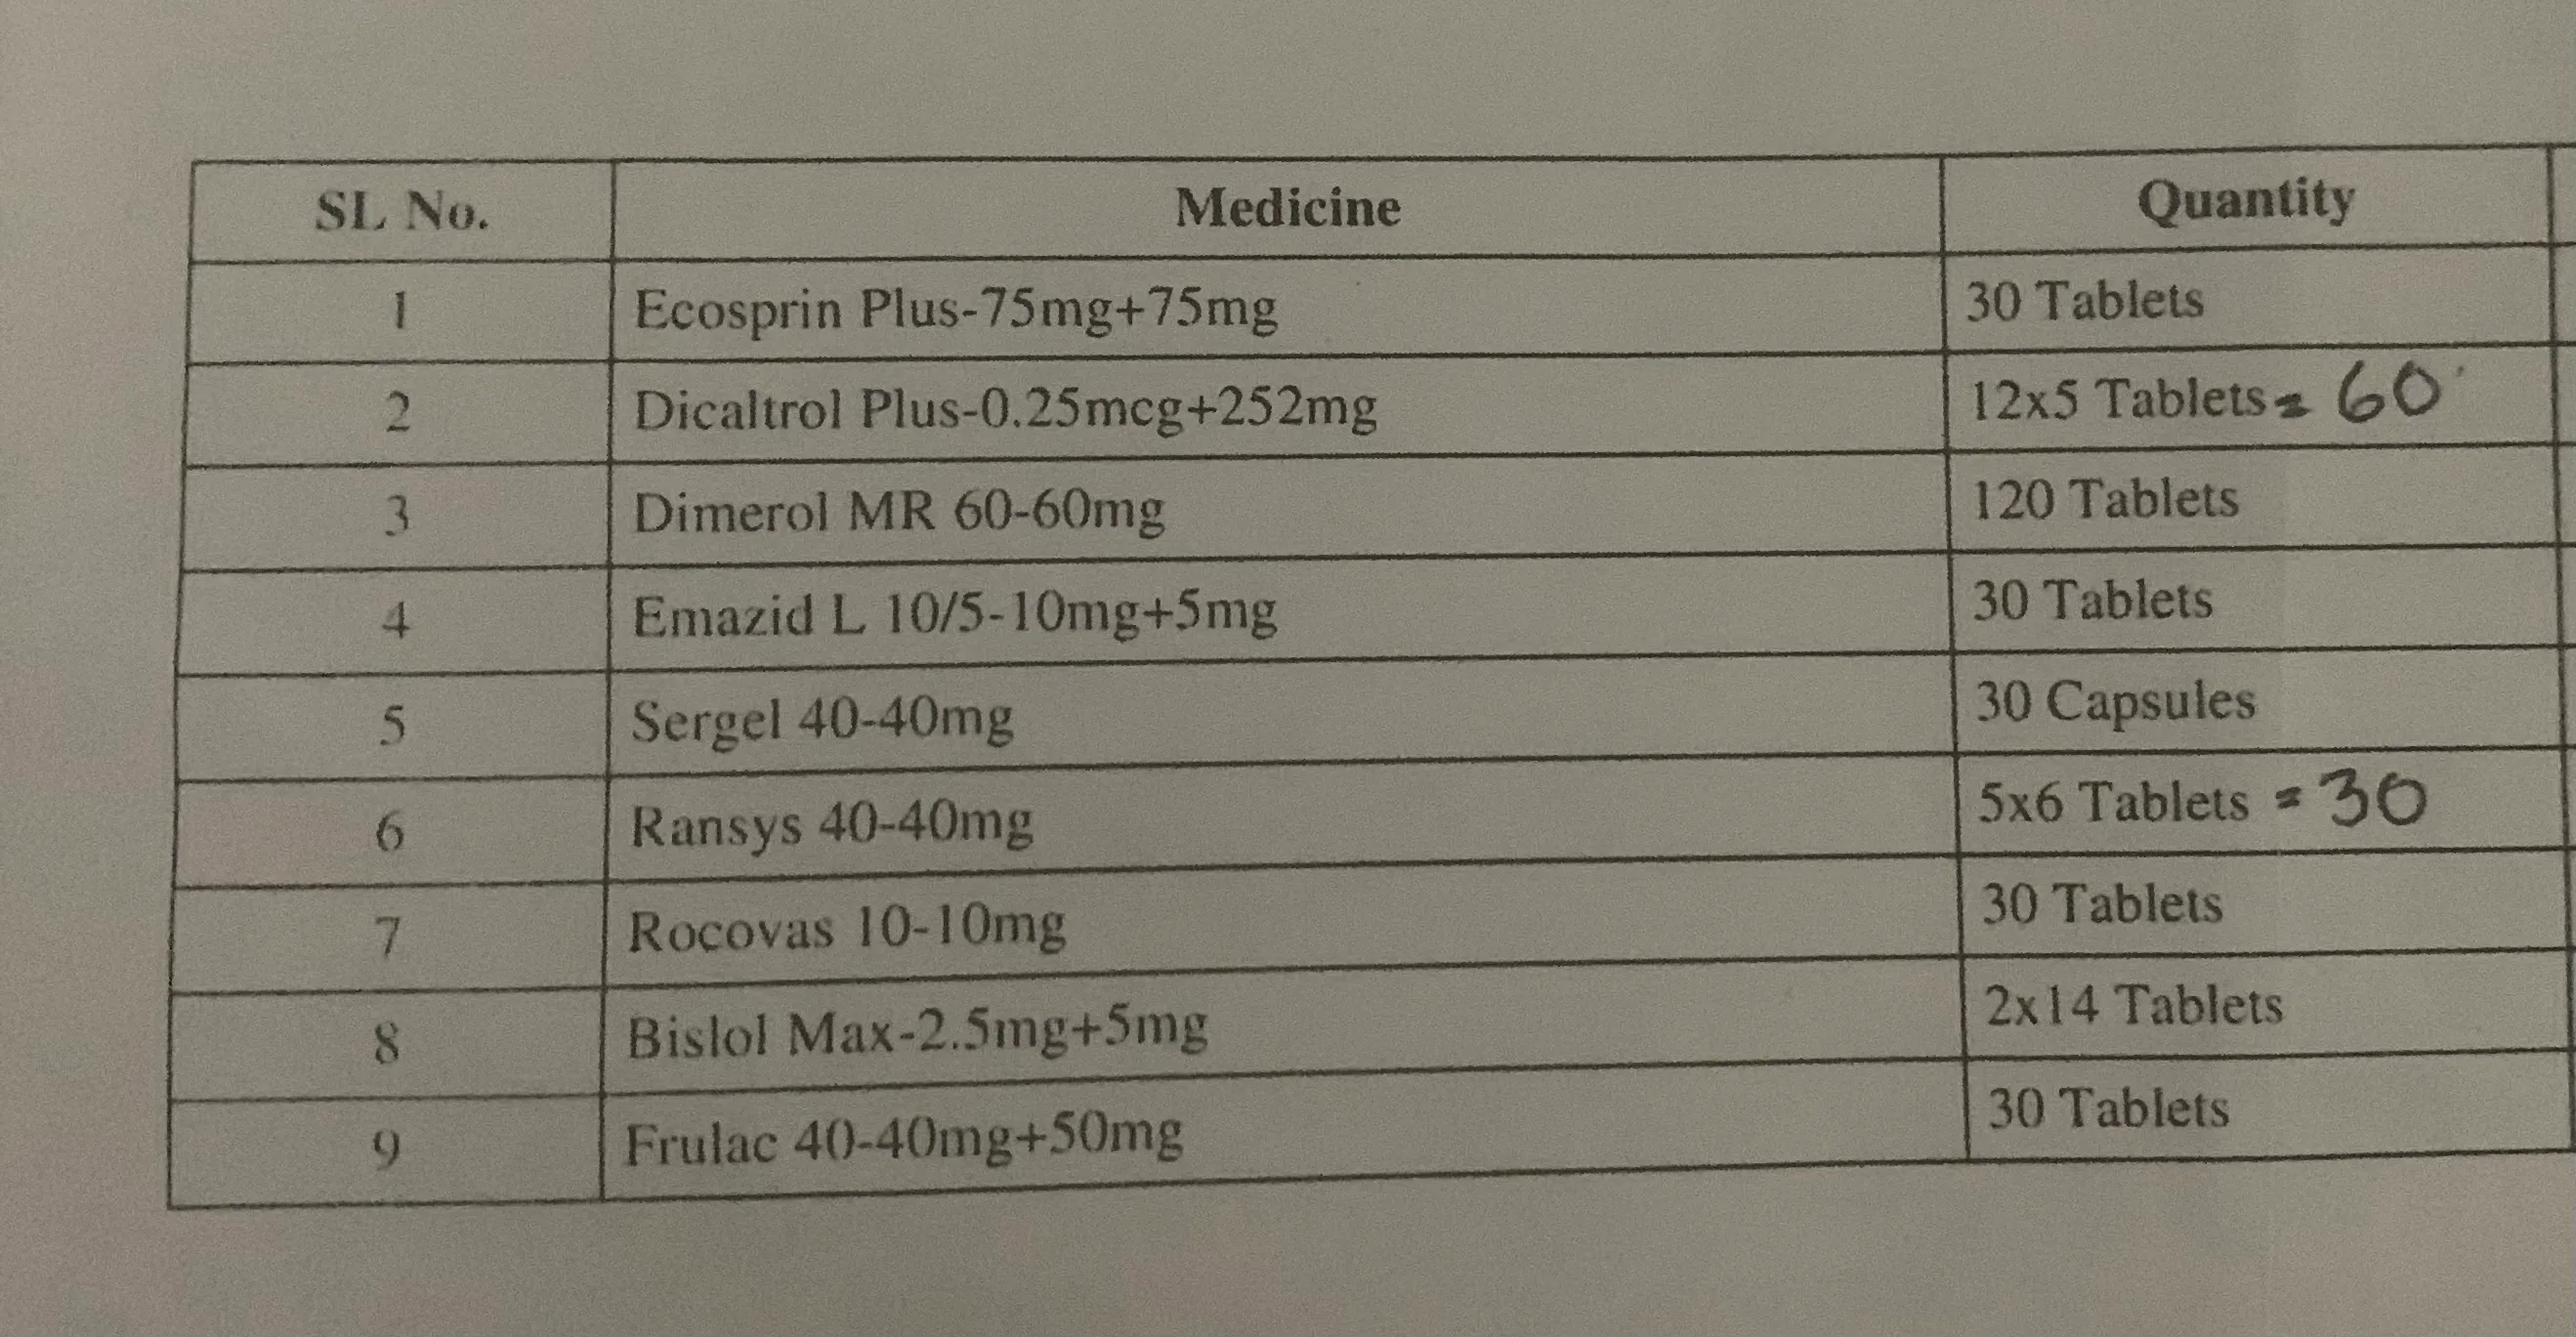 SL No. Medicine Quantity
1 Ecosprin Plus-75mg+75mg 30 Tablets
2 Dicaltrol Plus-0.25mcg+252mg 12x5 Tablets = 60
3 Dimerol MR 60-60mg 120 Tablets
4 Emazid L 10/5-10mg+5mg 30 Tablets
5 Sergel 40-40mg 30 Capsules
6 Ransys 40-40mg 5x6 Tablets = 30
7 Rocovas 10-10mg 30 Tablets
8 Bislol Max-2.5mg+5mg 2x14 Tablets
9 Frulac 40-40mg+50mg 30 Tablets